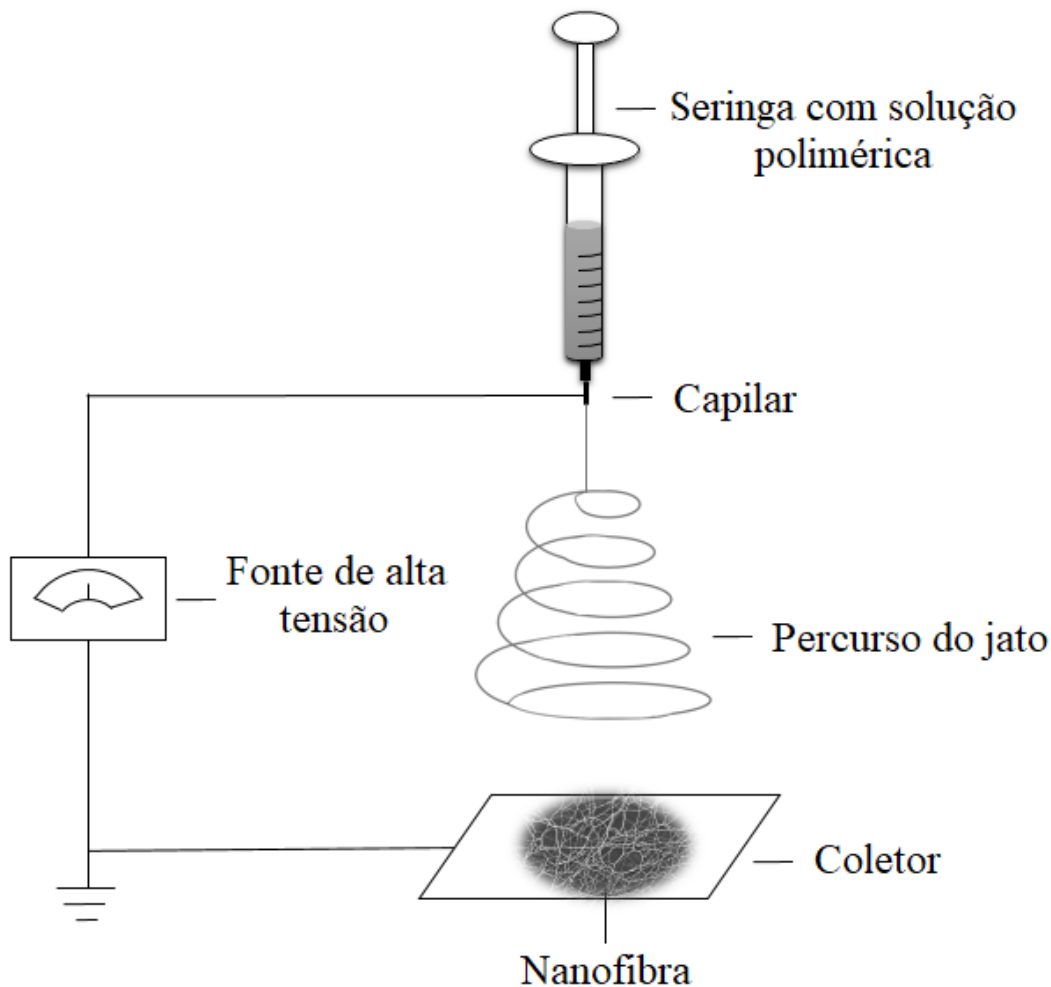 Seringa com solução
polimérica
Capilar
Fonte de alta
tensão
Percurso do jato
Coletor
Nanofibra